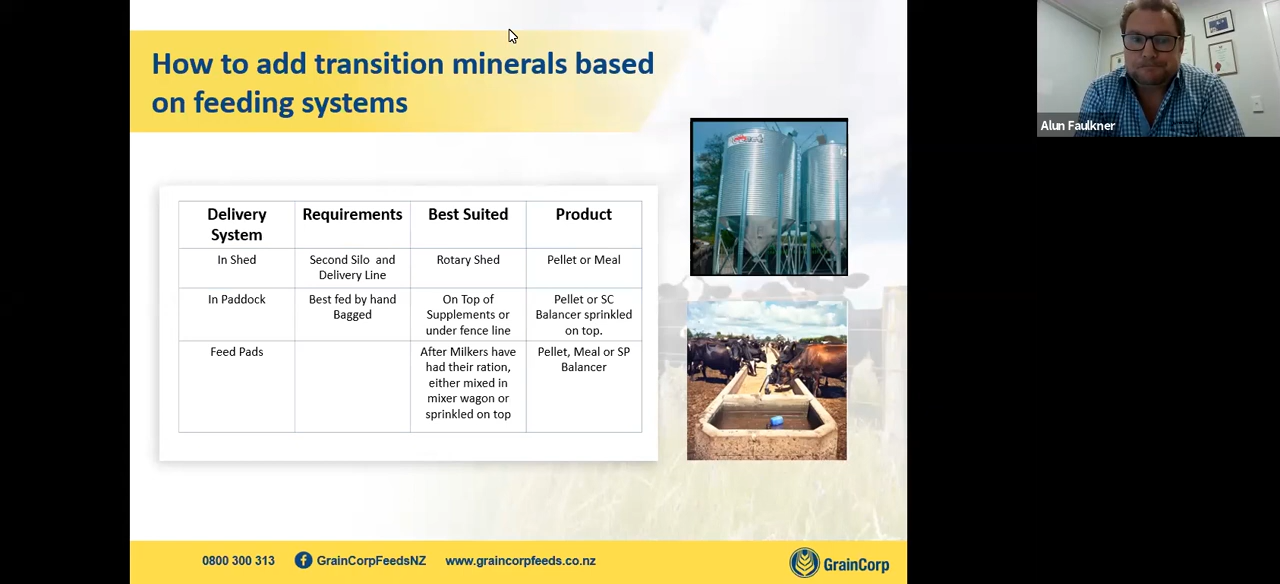 How to add transition minerals based
on feeding systems
Delivery
System
Requirements
Best Suited
Product
In Shed
Second Silo and
Delivery Line
Rotary Shed
Pellet or Meal
In Paddock
Best fed by hand
Bagged
On Top of
Supplements or
under fence line
Pellet or SC
Balancer sprinkled
on top.
Feed Pads
After Milkers have
had their ration,
either mixed in
mixer wagon or
sprinkled on top
Pellet, Meal or SP
Balancer
0800 300 313
GrainCorpFeedsNZ
www.graincorpfeeds.co.nz
GrainCorp
Alun Faulkner